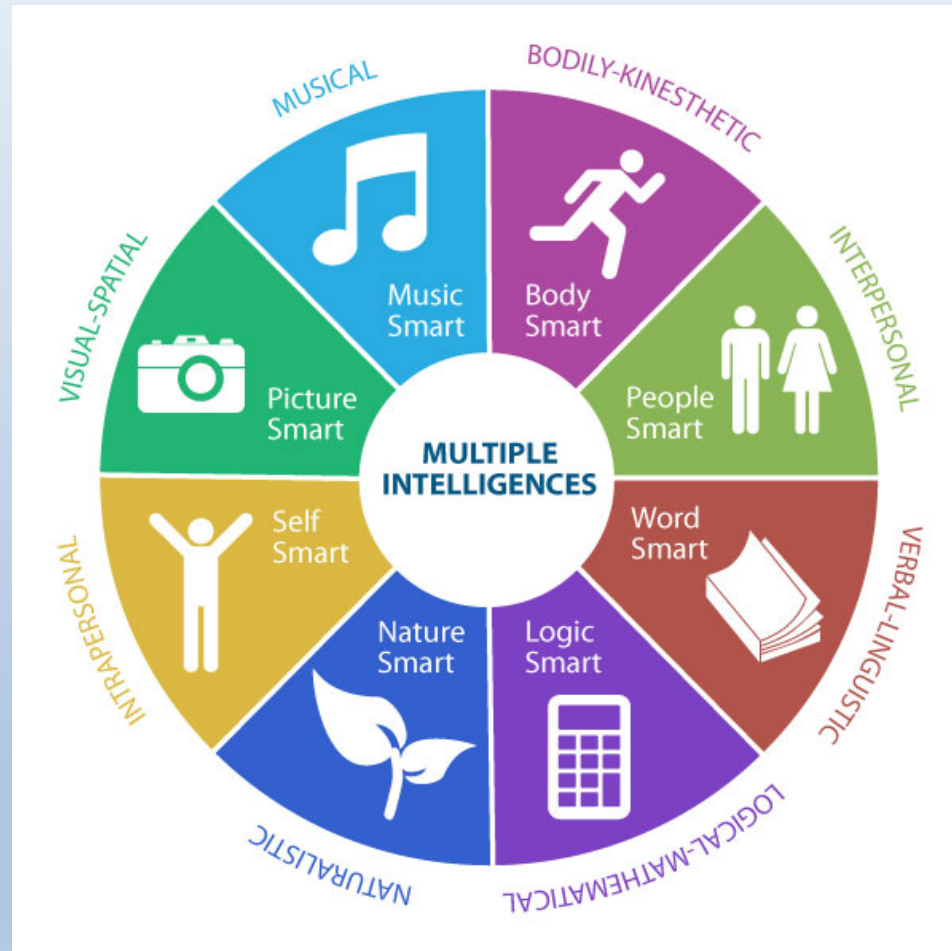 MULTIPLE
INTELLIGENCES
BODILY-KINESTHETIC
Body
Smart
INTERPERSONAL
People
Smart
VERBAL-LINGUISTIC
Word
Smart
LOGICAL-MATHEMATICAL
Logic
Smart
NATURALISTIC
Nature
Smart
INTRAPERSONAL
Self
Smart
VISUAL-SPATIAL
Picture
Smart
MUSICAL
Music
Smart